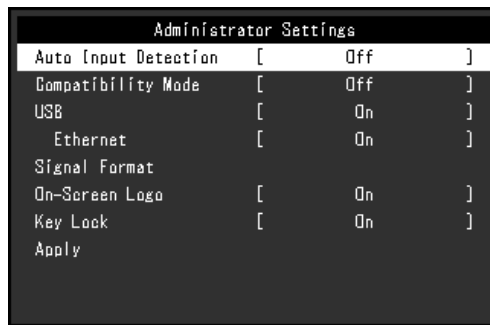 Administrator Settings
Auto Input Detection [ Off ]
Compatibility Mode [ Off ]
USB [ On ]
Ethernet [ On ]
Signal Format
On-Screen Logo [ On ]
Key Lock [ On ]
Apply